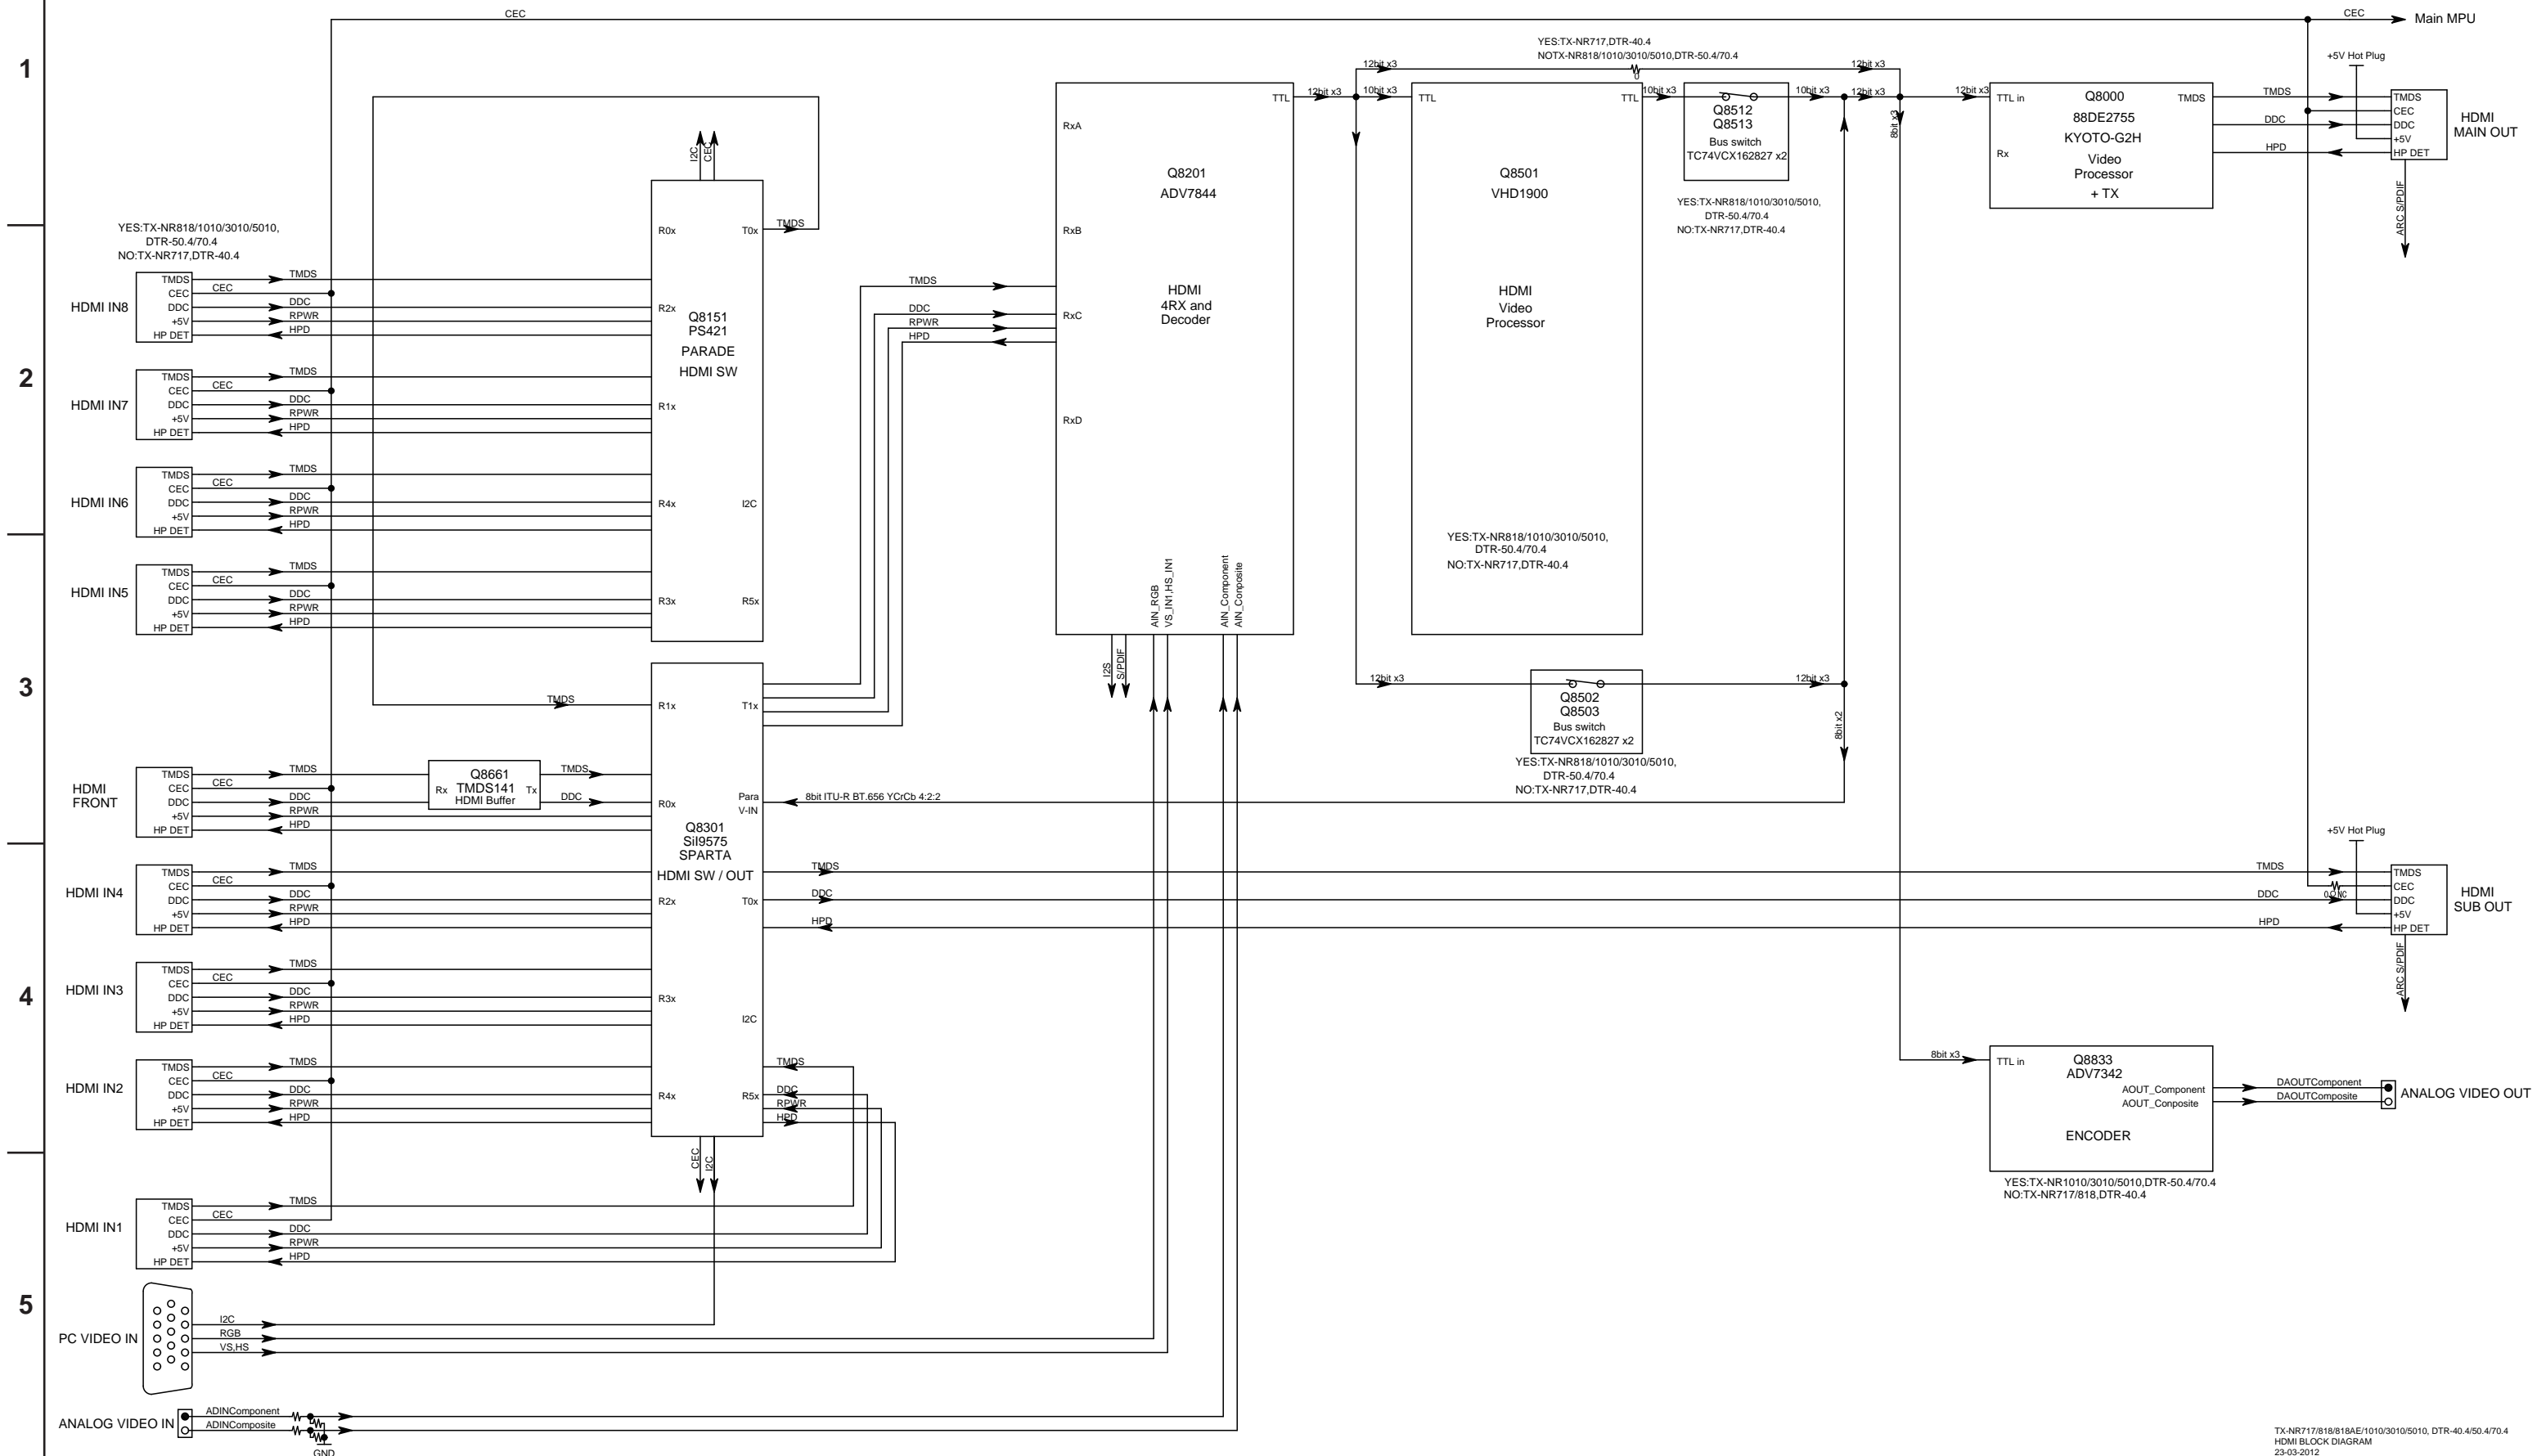 CEC
CEC
Main MPU
1
YES:TX-NR717,DTR-40.4
NOTX-NR818/1010/3010/5010,DTR-50.4/70.4
+5V Hot Plug
12bit x3
12bit x3
0
TTL
12bit x3
10bit x3
TTL
TTL
10bit x3
10bit x3
12bit x3
12bit x3
8bit x3
Q8512
Q8513
Bus switch
TC74VCX162827 x2
YES:TX-NR818/1010/3010/5010,
DTR-50.4/70.4
NO:TX-NR717,DTR-40.4
TTL in
Rx
Q8000
88DE2755
KYOTO-G2H
Video
Processor
+ TX
TMDS
TMDS
DDC
HPD
TMDS
CEC
DDC
+5V
HP DET
HDMI
MAIN OUT
ARC S/PDIF
RxA
RxB
RxC
RxD
Q8201
ADV7844
HDMI
4RX and
Decoder
AIN_RGB
VS_IN1,HS_IN1
AIN_Component
AIN_Conposite
I2S
S/PDIF
Q8501
VHD1900
HDMI
Video
Processor
YES:TX-NR818/1010/3010/5010,
DTR-50.4/70.4
NO:TX-NR717,DTR-40.4
I2C
CEC
R0x
T0x
TMDS
R2x
Q8151
PS421
PARADE
HDMI SW
R1x
R4x
I2C
R3x
R5x
TMDS
DDC
RPWR
HPD
2
YES:TX-NR818/1010/3010/5010,
DTR-50.4/70.4
NO:TX-NR717,DTR-40.4
HDMI IN8
TMDS
CEC
DDC
+5V
HP DET
TMDS
CEC
DDC
RPWR
HPD
HDMI IN7
TMDS
CEC
DDC
+5V
HP DET
TMDS
CEC
DDC
RPWR
HPD
HDMI IN6
TMDS
CEC
DDC
+5V
HP DET
TMDS
CEC
DDC
RPWR
HPD
HDMI IN5
TMDS
CEC
DDC
+5V
HP DET
TMDS
CEC
DDC
RPWR
HPD
3
TMDS
R1x
T1x
12bit x3
12bit x3
Q8502
Q8503
Bus switch
TC74VCX162827 x2
YES:TX-NR818/1010/3010/5010,
DTR-50.4/70.4
NO:TX-NR717,DTR-40.4
8bit x2
HDMI
FRONT
TMDS
CEC
DDC
+5V
HP DET
TMDS
CEC
DDC
RPWR
HPD
Q8661
Rx TMDS141 Tx
HDMI Buffer
TMDS
DDC
R0x
Para
V-IN
8bit ITU-R BT.656 YCrCb 4:2:2
Q8301
SiI9575
SPARTA
HDMI SW / OUT
R2x
T0x
R3x
I2C
R4x
R5x
TMDS
DDC
HPD
+5V Hot Plug
TMDS
DDC
0Ω NC
HPD
TMDS
CEC
DDC
+5V
HP DET
HDMI
SUB OUT
ARC S/PDIF
HDMI IN4
TMDS
CEC
DDC
+5V
HP DET
TMDS
CEC
DDC
RPWR
HPD
4
HDMI IN3
TMDS
CEC
DDC
+5V
HP DET
TMDS
CEC
DDC
RPWR
HPD
HDMI IN2
TMDS
CEC
DDC
+5V
HP DET
TMDS
CEC
DDC
RPWR
HPD
TMDS
DDC
RPWR
HPD
CEC
I2C
8bit x3
TTL in
Q8833
ADV7342
AOUT_Component
AOUT_Conposite
ENCODER
DAOUTComponent
DAOUTComposite
ANALOG VIDEO OUT
YES:TX-NR1010/3010/5010,DTR-50.4/70.4
NO:TX-NR717/818,DTR-40.4
HDMI IN1
TMDS
CEC
DDC
+5V
HP DET
TMDS
CEC
DDC
RPWR
HPD
5
PC VIDEO IN
I2C
RGB
VS,HS
ANALOG VIDEO IN
ADINComponent
ADINComposite
GND
TX-NR717/818/818AE/1010/3010/5010, DTR-40.4/50.4/70.4
HDMI BLOCK DIAGRAM
23-03-2012